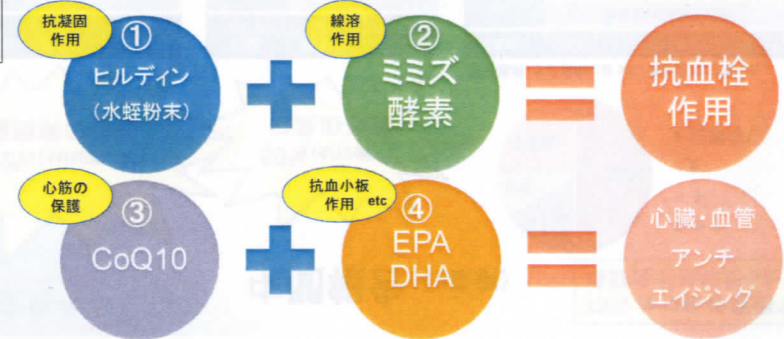 抗凝固
作用
①
ヒルディン
(水蛭粉末)
線溶
作用
②
ミミズ
酵素
抗血栓
作用
心筋の
保護
③
CoQ10
抗血小板
作用 etc
④
EPA
DHA
心臓・血管
アンチ
エイジング